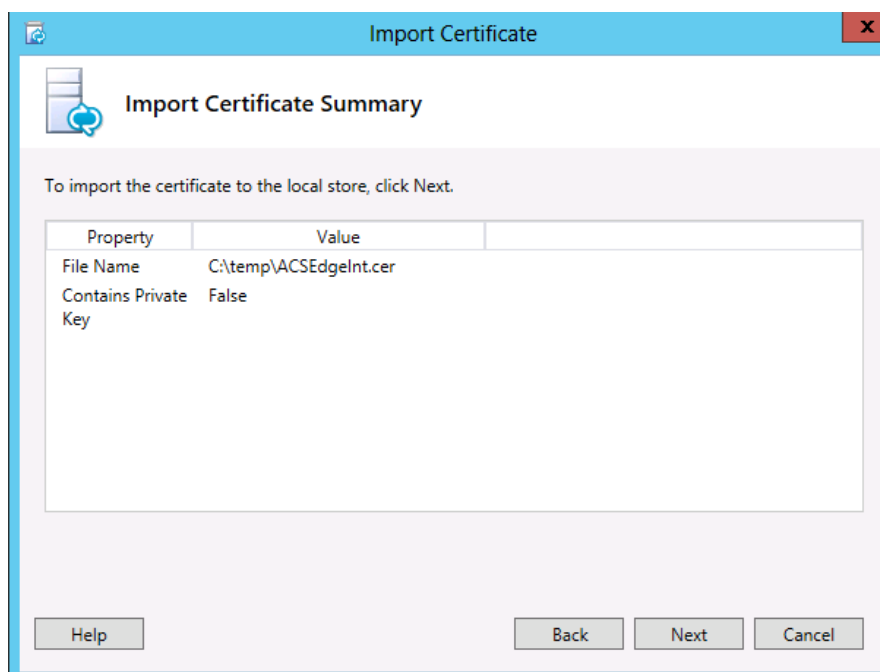 Import Certificate
x
Import Certificate Summary
To import the certificate to the local store, click Next.
Property Value
File Name C:\temp\ACSEdgeInt.cer
Contains Private False
Key
Help Back Next Cancel